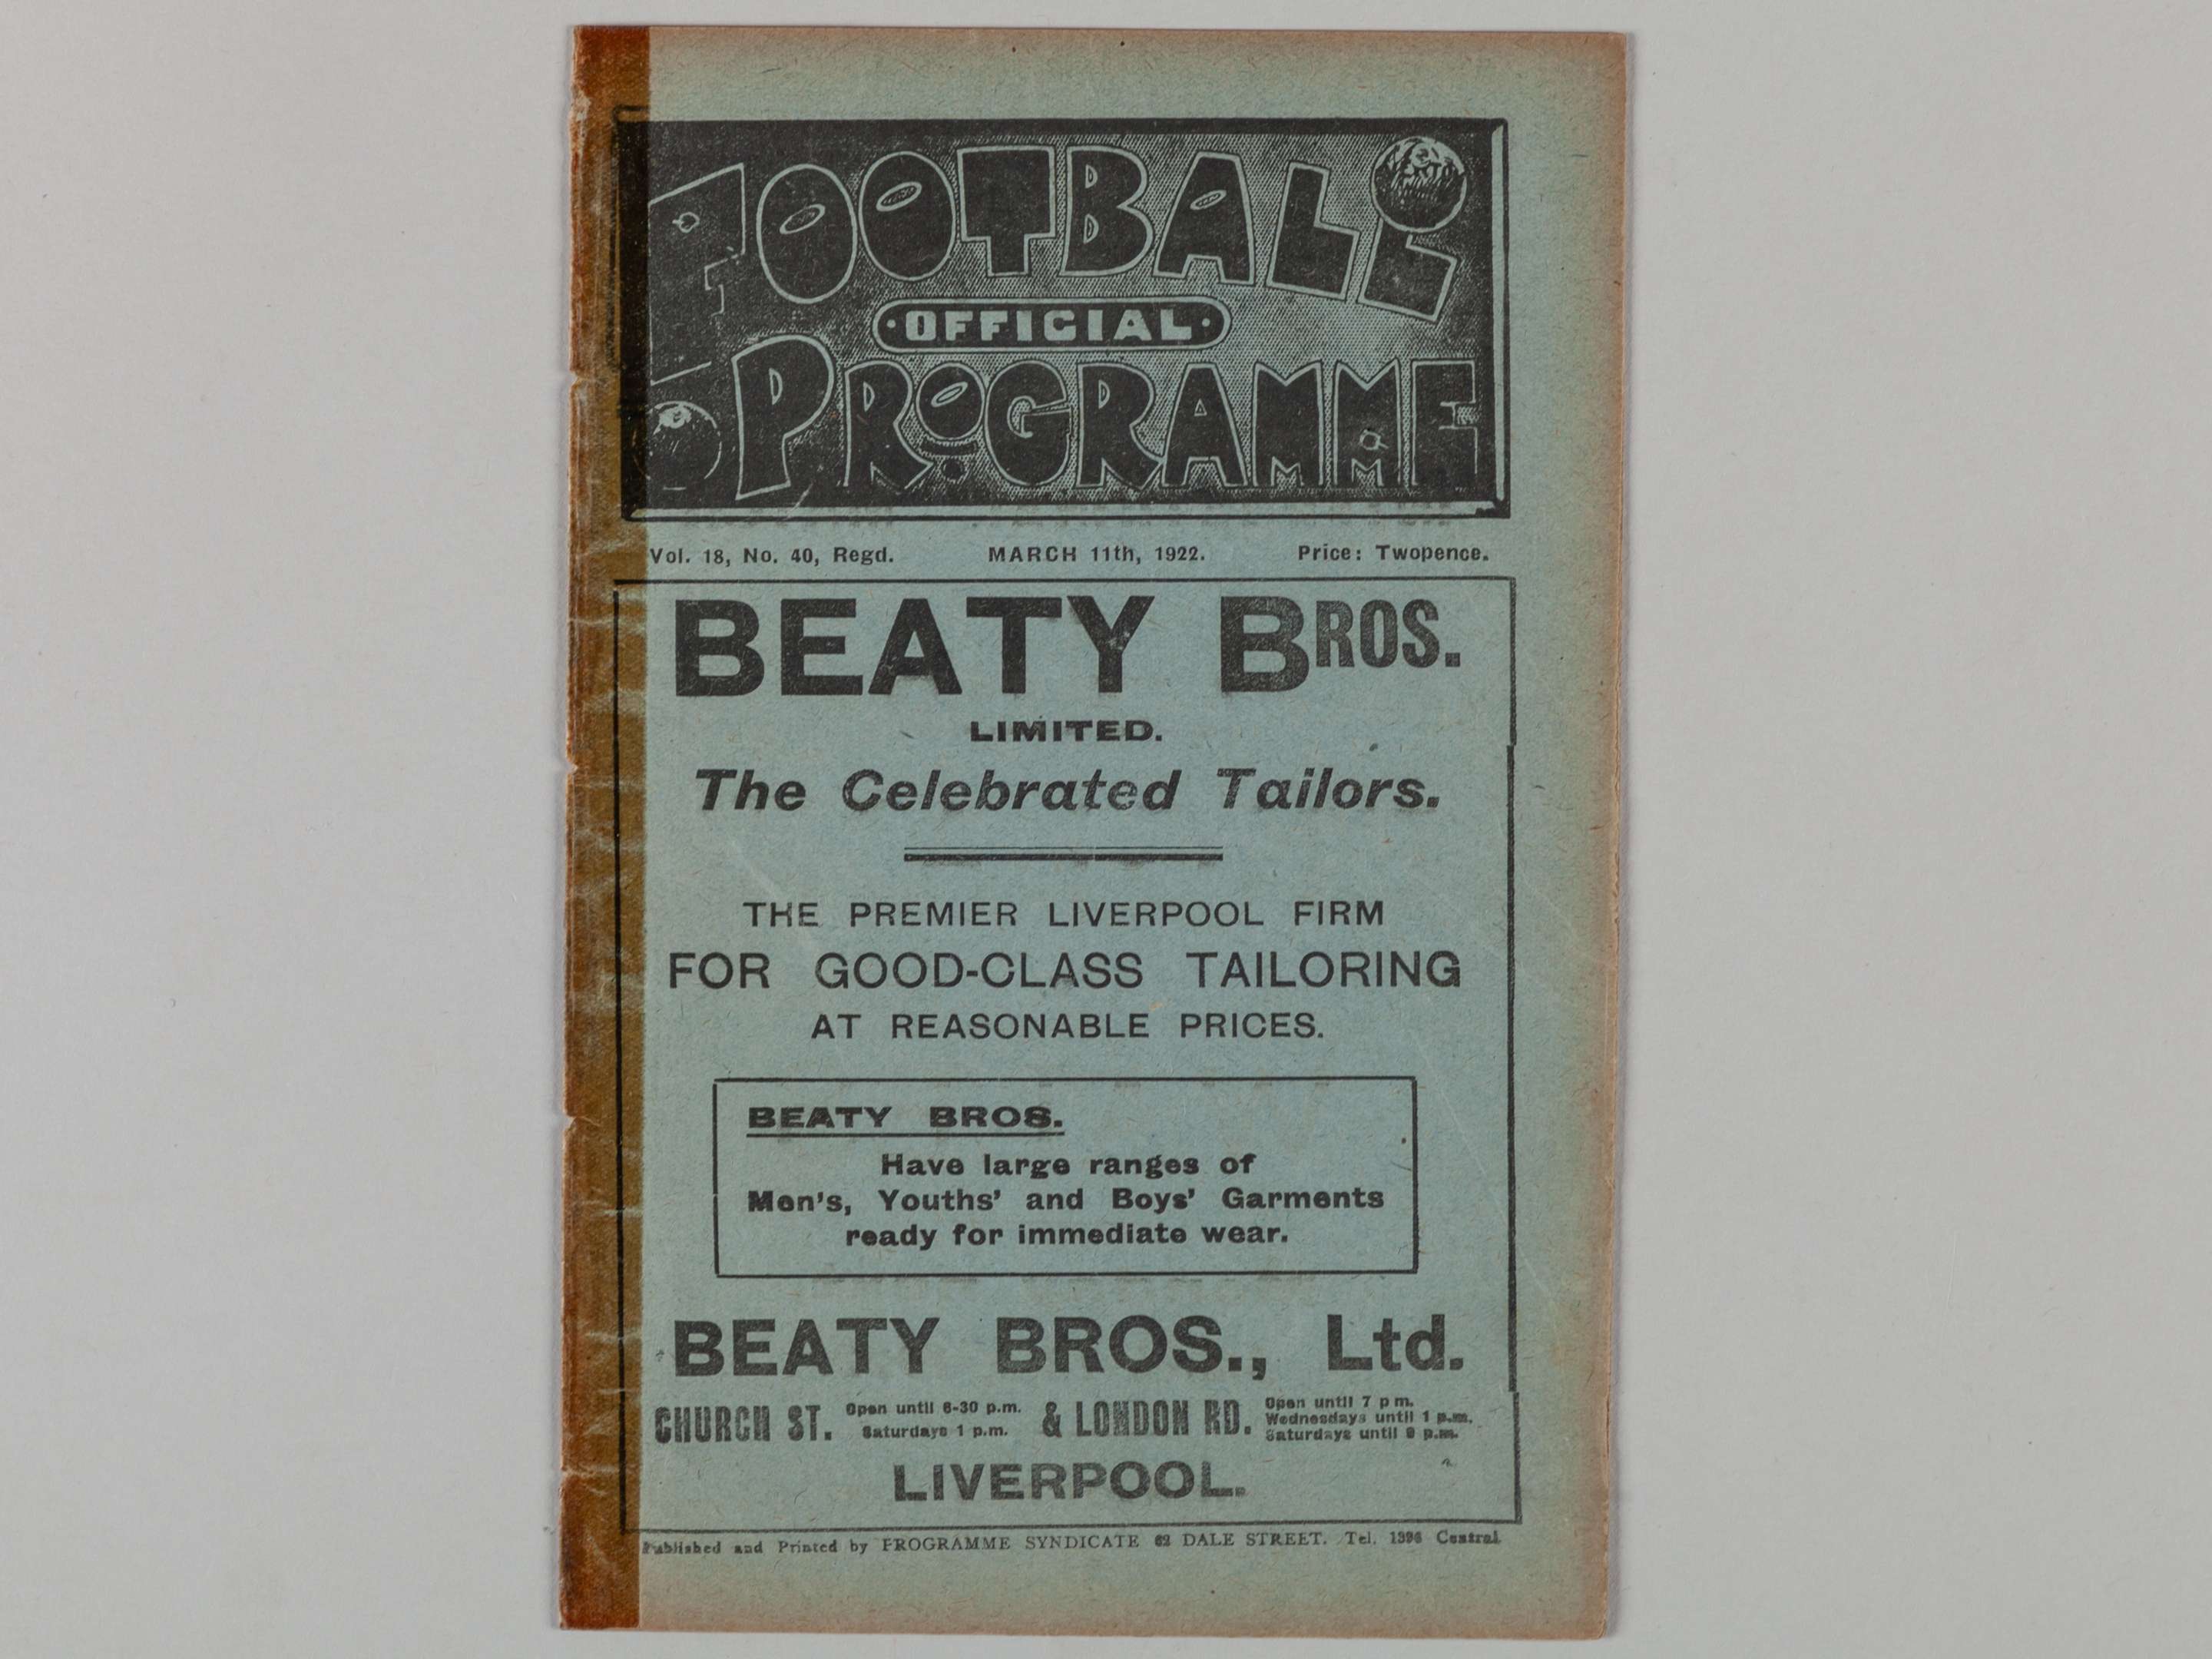 FOOTBALL
·OFFICIAL·
PROGRAMME
Vol. 18, No. 40, Regd. MARCH 11th, 1922. Price: Twopence.
BEATY BROS.
LIMITED.
The Celebrated Tailors.
THE PREMIER LIVERPOOL FIRM
FOR GOOD-CLASS TAILORING
AT REASONABLE PRICES.
BEATY BROS.
Have large ranges of
Men's, Youths' and Boys' Garments
ready for immediate wear.
BEATY BROS., Ltd.
CHURCH ST. Open until 6-30 p.m. Saturdays 1 p.m. & LONDON RD. Open until 7 p m. Wednesdays until 1 p.m. Saturdays until 9 p.m.
LIVERPOOL.
Published and Printed by PROGRAMME SYNDICATE 62 DALE STREET. Tel. 1396 Central